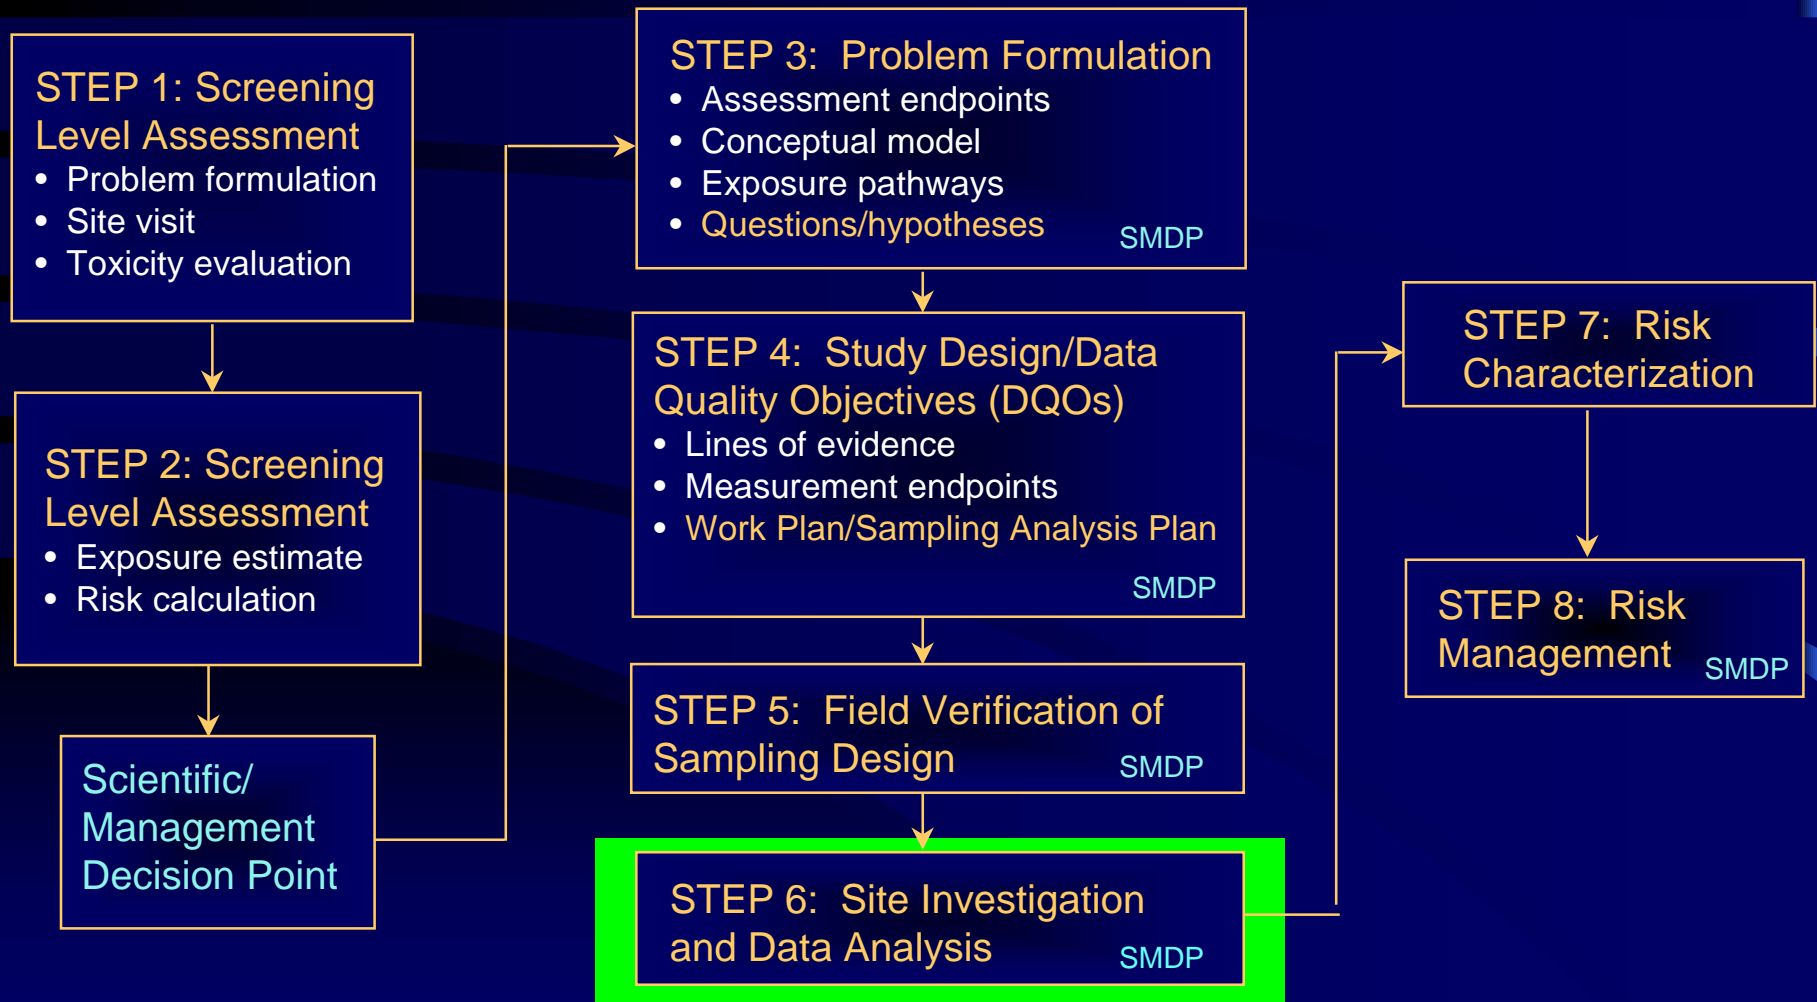 STEP 1: Screening
Level Assessment
• Problem formulation
• Site visit
• Toxicity evaluation
STEP 2: Screening
Level Assessment
• Exposure estimate
• Risk calculation
Scientific/
Management
Decision Point
STEP 3: Problem Formulation
• Assessment endpoints
• Conceptual model
• Exposure pathways
• Questions/hypotheses
SMDP
STEP 4: Study Design/Data
Quality Objectives (DQOs)
• Lines of evidence
• Measurement endpoints
• Work Plan/Sampling Analysis Plan
SMDP
STEP 5: Field Verification of
Sampling Design
SMDP
STEP 6: Site Investigation
and Data Analysis
SMDP
STEP 7: Risk
Characterization
STEP 8: Risk
Management
SMDP